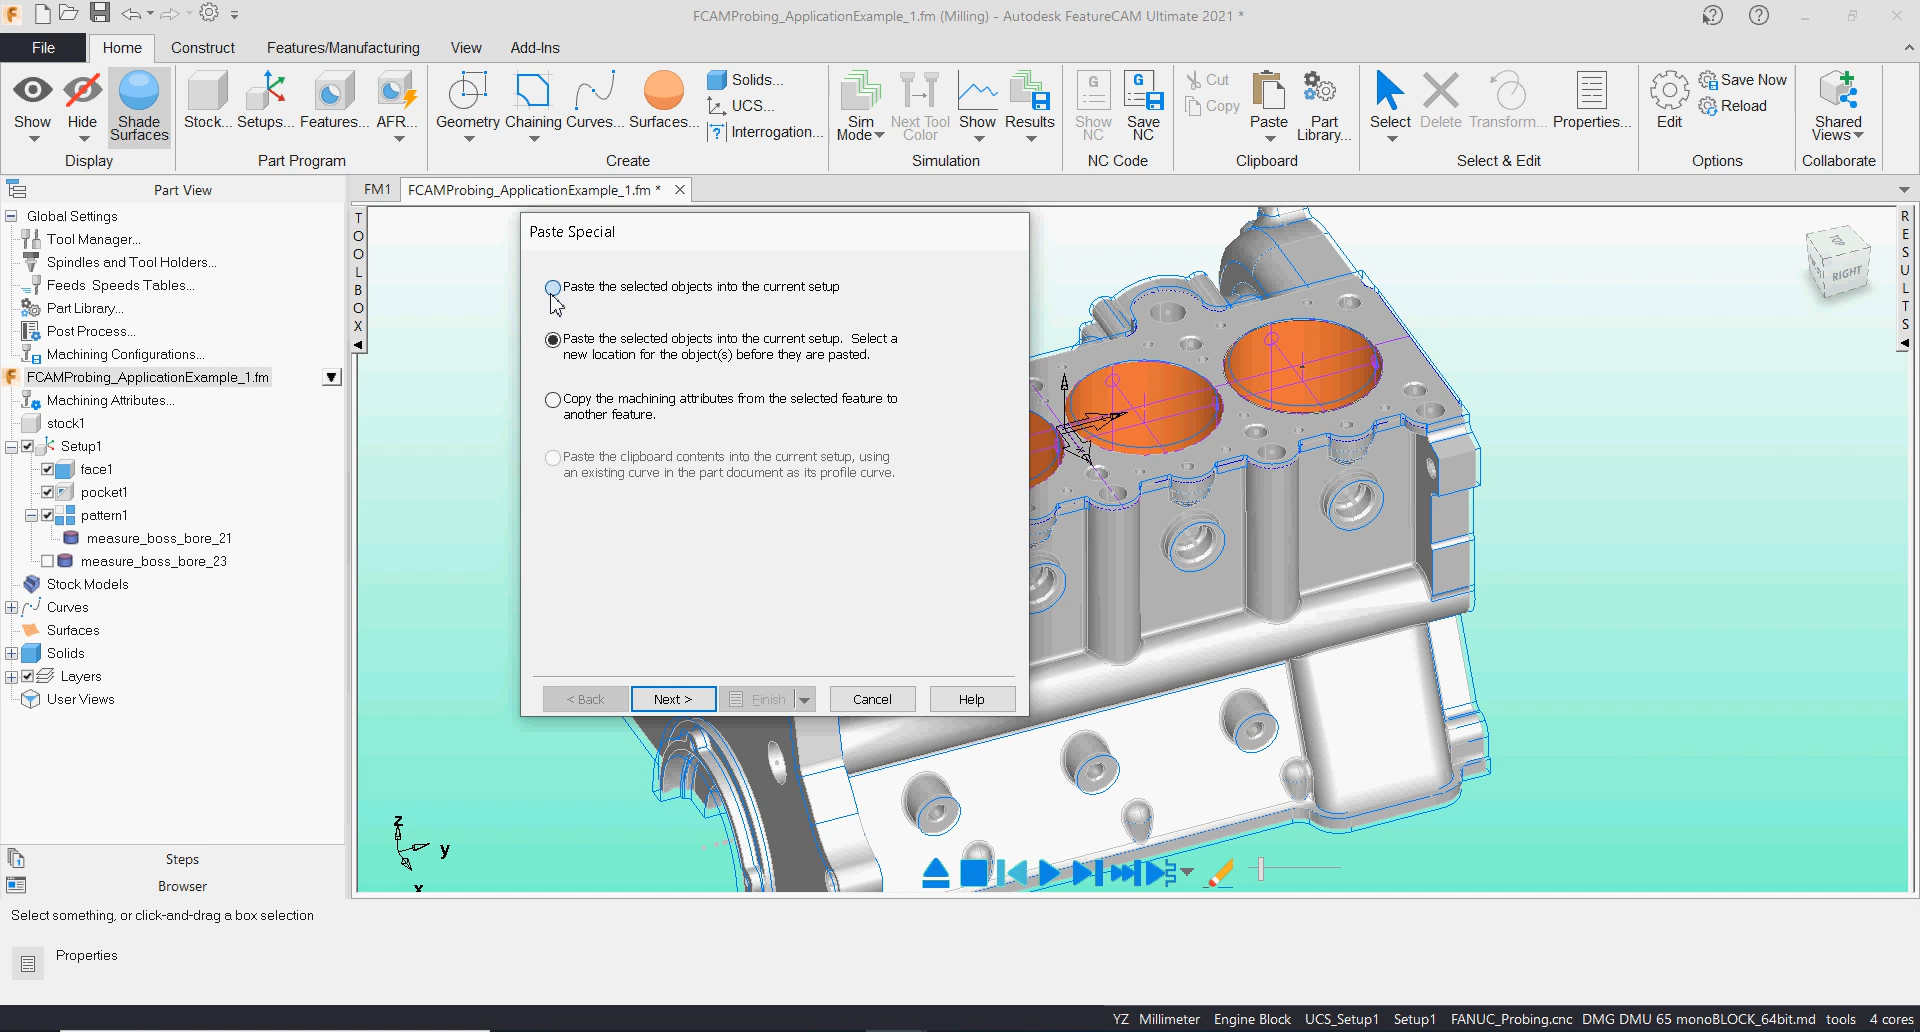 FCAMProbing_ApplicationExample_1.fm (Milling) - Autodesk FeatureCAM Ultimate 2021 *
File
Home
Construct
Features/Manufacturing
View
Add-Ins
Show
Hide
Shade
Surfaces
Display
Stock...
Setups...
Features...
AFR...
Part Program
Geometry
Chaining
Curves...
Surfaces...
Solids...
UCS...
Interrogation...
Create
Sim
Mode
Next Tool
Color
Show
Results
Simulation
Show
NC
Save
NC
NC Code
Cut
Copy
Paste
Part
Library...
Clipboard
Select
Delete
Transform...
Properties...
Select & Edit
Edit
Save Now
Reload
Options
Shared
Views
Collaborate
Part View
FM1
FCAMProbing_ApplicationExample_1.fm *
Global Settings
Tool Manager...
Spindles and Tool Holders...
Feeds Speeds Tables...
Part Library...
Post Process...
Machining Configurations...
FCAMProbing_ApplicationExample_1.fm
Machining Attributes...
stock1
Setup1
face1
pocket1
pattern1
measure_boss_bore_21
measure_boss_bore_23
Stock Models
Curves
Surfaces
Solids
Layers
User Views
TOOLBOX
Paste Special
Paste the selected objects into the current setup
Paste the selected objects into the current setup. Select a
new location for the object(s) before they are pasted.
Copy the machining attributes from the selected feature to
another feature.
Paste the clipboard contents into the current setup, using
an existing curve in the part document as its profile curve.
< Back
Next >
Finish
Cancel
Help
TOP
RIGHT
RESULTS
z
y
x
Steps
Browser
Select something, or click-and-drag a box selection
Properties
YZ Millimeter Engine Block UCS_Setup1 Setup1 FANUC_Probing.cnc DMG DMU 65 monoBLOCK_64bit.md tools 4 cores